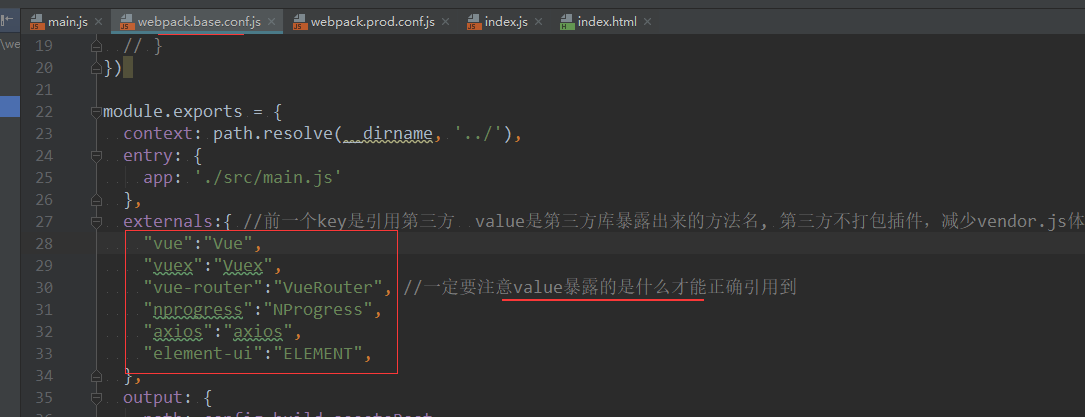 main.js webpack.base.conf.js webpack.prod.conf.js index.js index.html
\we
19 // }
20 })
21
22 module.exports = {
23 context: path.resolve(__dirname, '../'),
24 entry: {
25 app: './src/main.js'
26 },
27 externals:{ //前一个key是引用第三方 value是第三方库暴露出来的方法名, 第三方不打包插件，减少vendor.js体
28 "vue":"Vue",
29 "vuex":"Vuex",
30 "vue-router":"VueRouter", //一定要注意value暴露的是什么才能正确引用到
31 "nprogress":"NProgress",
32 "axios":"axios",
33 "element-ui":"ELEMENT",
34 },
35 output: {